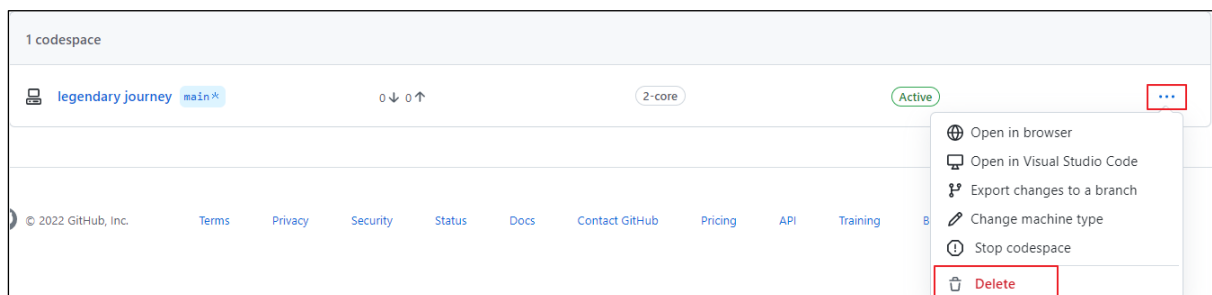 1 codespace
legendary journey main* 0↓ 0↑ 2-core Active ...
Open in browser
Open in Visual Studio Code
Export changes to a branch
Change machine type
Stop codespace
Delete
© 2022 GitHub, Inc. Terms Privacy Security Status Docs Contact GitHub Pricing API Training